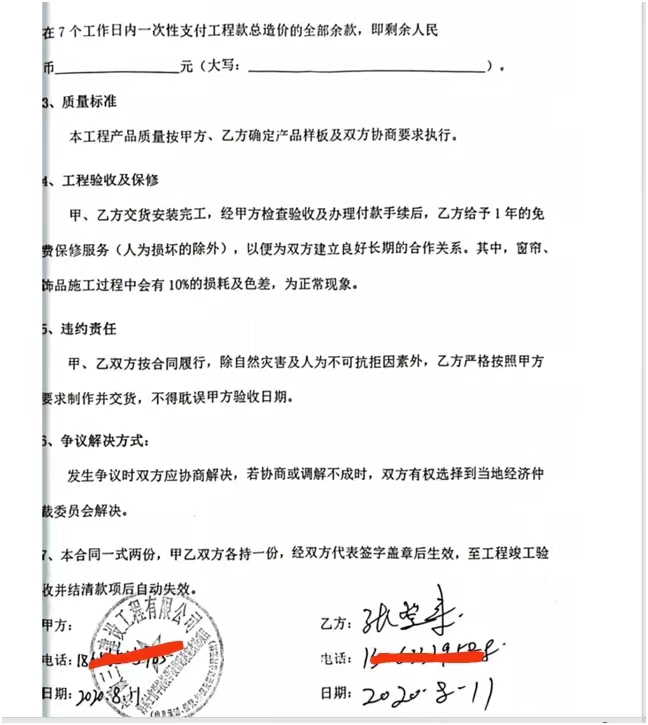 在7个工作日内一次性支付工程款总造价的全部余款，即剩余人民
币____________元（大写：______________________）。
3、质量标准
本工程产品质量按甲方、乙方确定产品样板及双方协商要求执行。
4、工程验收及保修
甲、乙方交货安装完工，经甲方检查验收及办理付款手续后，乙方给予1年的免
费保修服务（人为损坏的除外），以便为双方建立良好长期的合作关系。其中，窗帘、
饰品施工过程中会有10%的损耗及色差，为正常现象。
5、违约责任
甲、乙双方按合同履行，除自然灾害及人为不可抗拒因素外，乙方严格按照甲方
要求制作并交货，不得耽误甲方验收日期。
6、争议解决方式：
发生争议时双方应协商解决，若协商或调解不成时，双方有权选择到当地经济仲
裁委员会解决。
7、本合同一式两份，甲乙双方各持一份，经双方代表签字盖章后生效，至工程竣工验
收并结清款项后自动失效。
甲方：
建设工程有限公司
乙方：
电话：
电话：
日期：2020.8.11
日期：2020-8-11